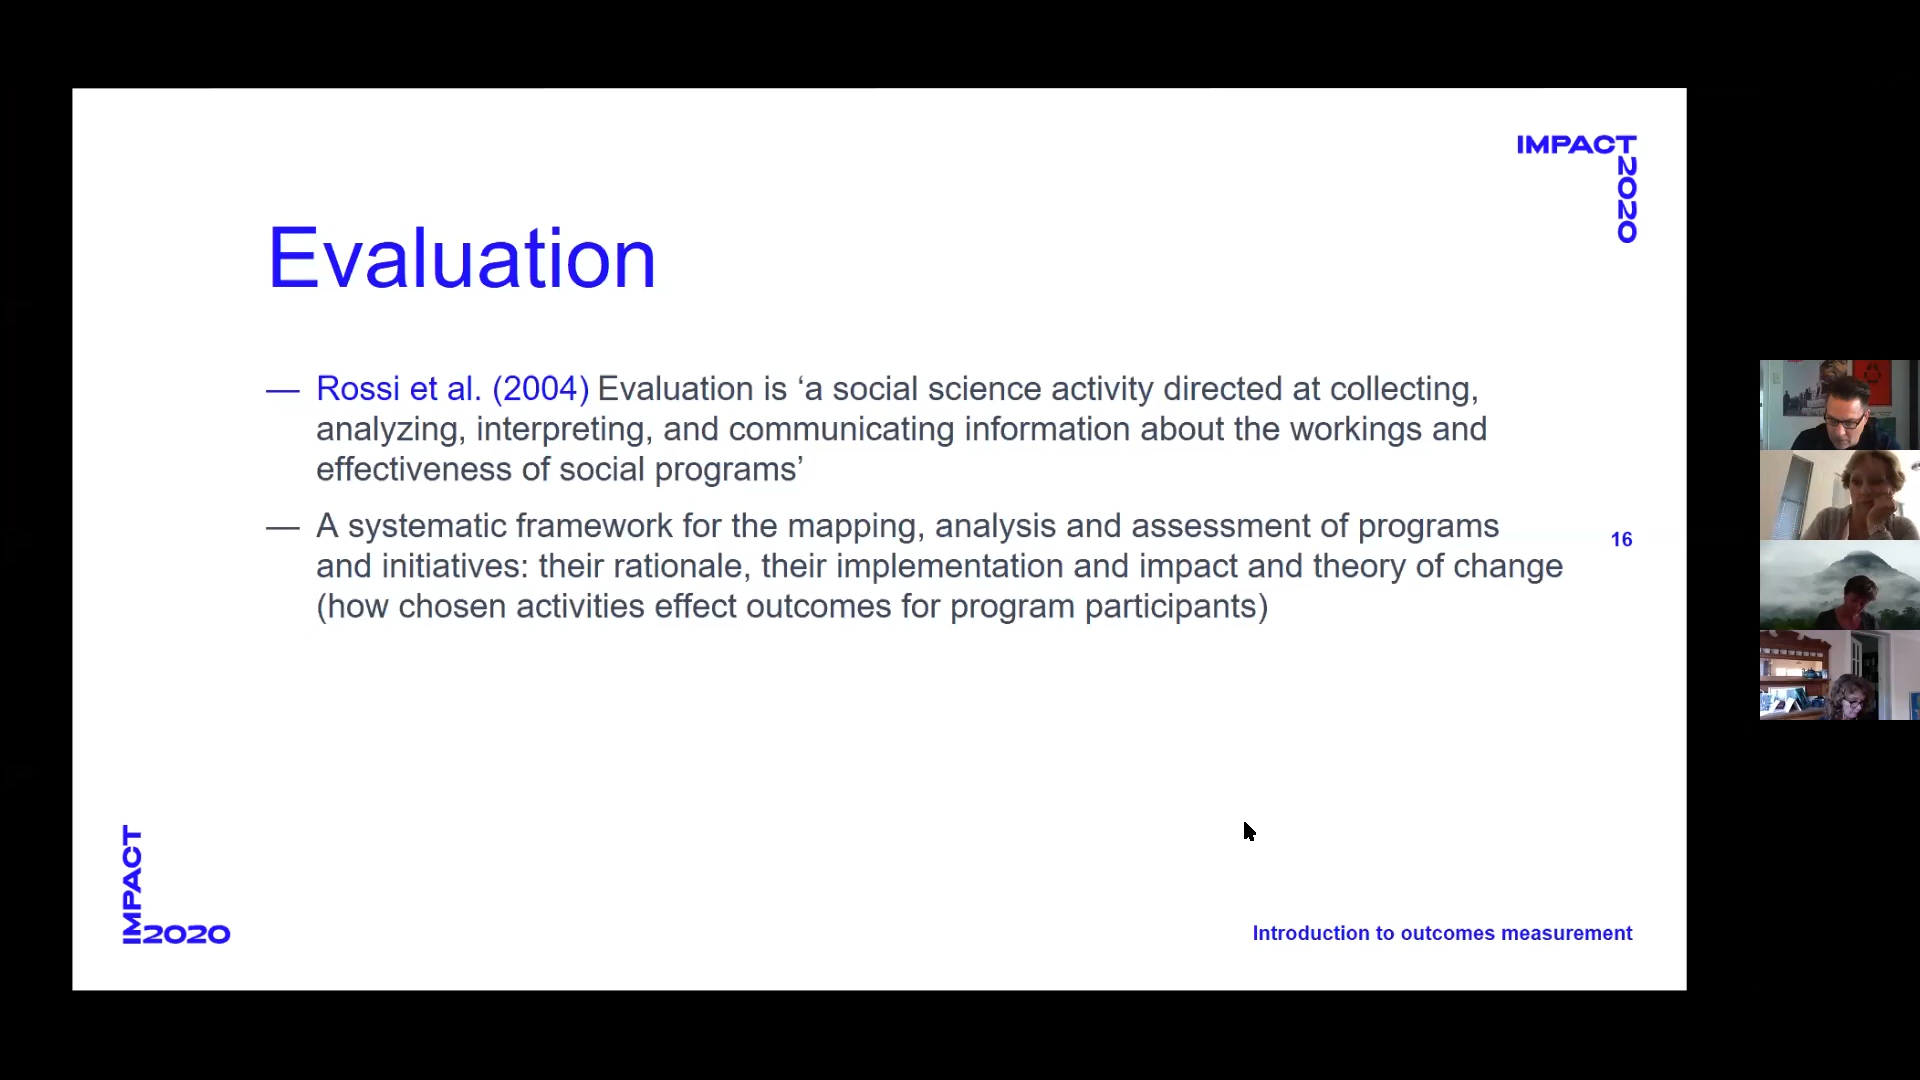 IMPACT
2020
Evaluation
— Rossi et al. (2004) Evaluation is ‘a social science activity directed at collecting,
analyzing, interpreting, and communicating information about the workings and
effectiveness of social programs’
— A systematic framework for the mapping, analysis and assessment of programs
and initiatives: their rationale, their implementation and impact and theory of change
(how chosen activities effect outcomes for program participants)
16
IMPACT
2020
Introduction to outcomes measurement